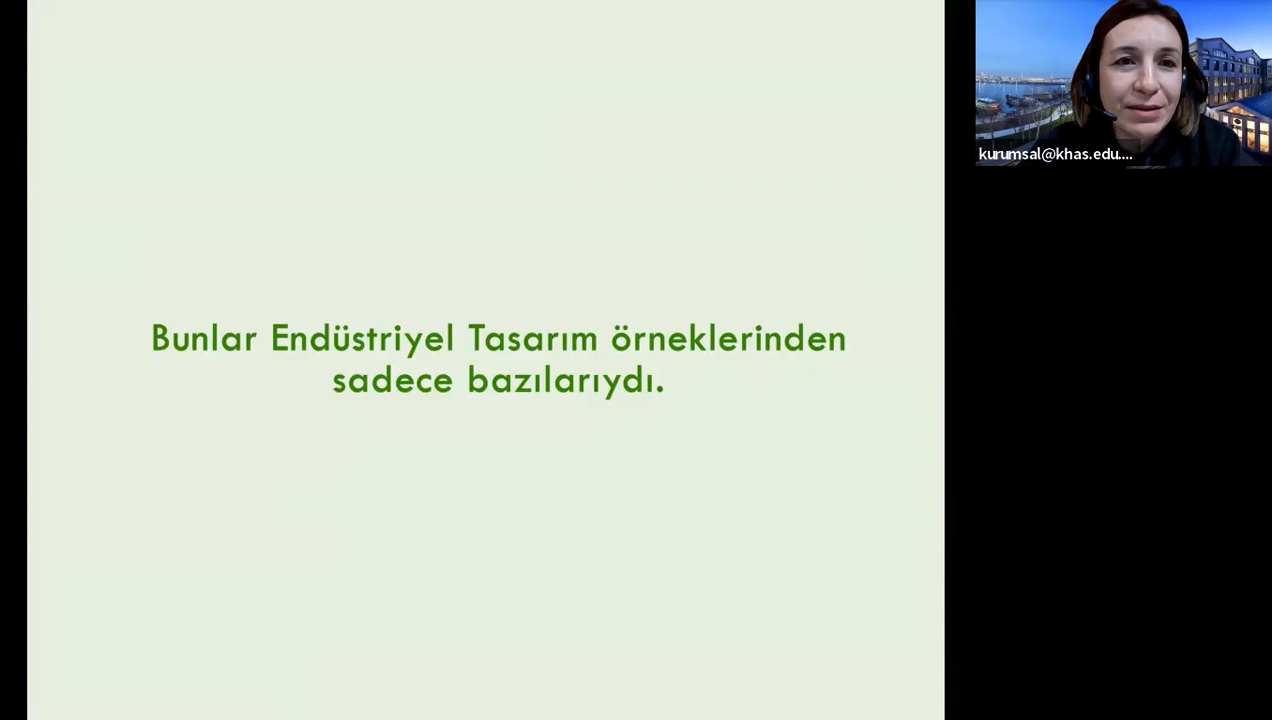 Bunlar Endüstriyel Tasarım örneklerinden
sadece bazılarıydı.
kurumsal@khas.edu....